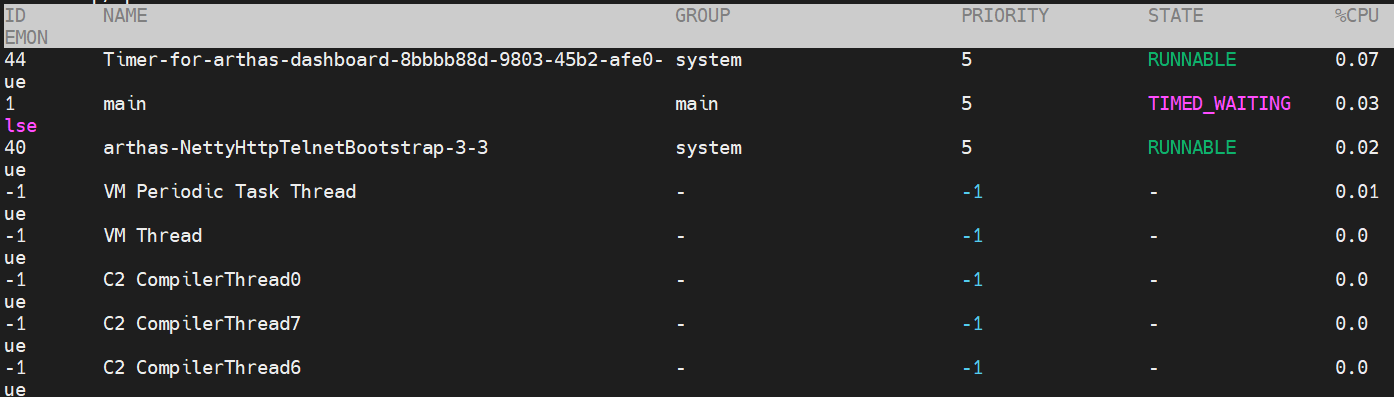 ID NAME GROUP PRIORITY STATE %CPU
EMON
44 Timer-for-arthas-dashboard-8bbbb88d-9803-45b2-afe0- system 5 RUNNABLE 0.07
ue
1 main main 5 TIMED_WAITING 0.03
lse
40 arthas-NettyHttpTelnetBootstrap-3-3 system 5 RUNNABLE 0.02
ue
-1 VM Periodic Task Thread - -1 - 0.01
ue
-1 VM Thread - -1 - 0.0
ue
-1 C2 CompilerThread0 - -1 - 0.0
ue
-1 C2 CompilerThread7 - -1 - 0.0
ue
-1 C2 CompilerThread6 - -1 - 0.0
ue